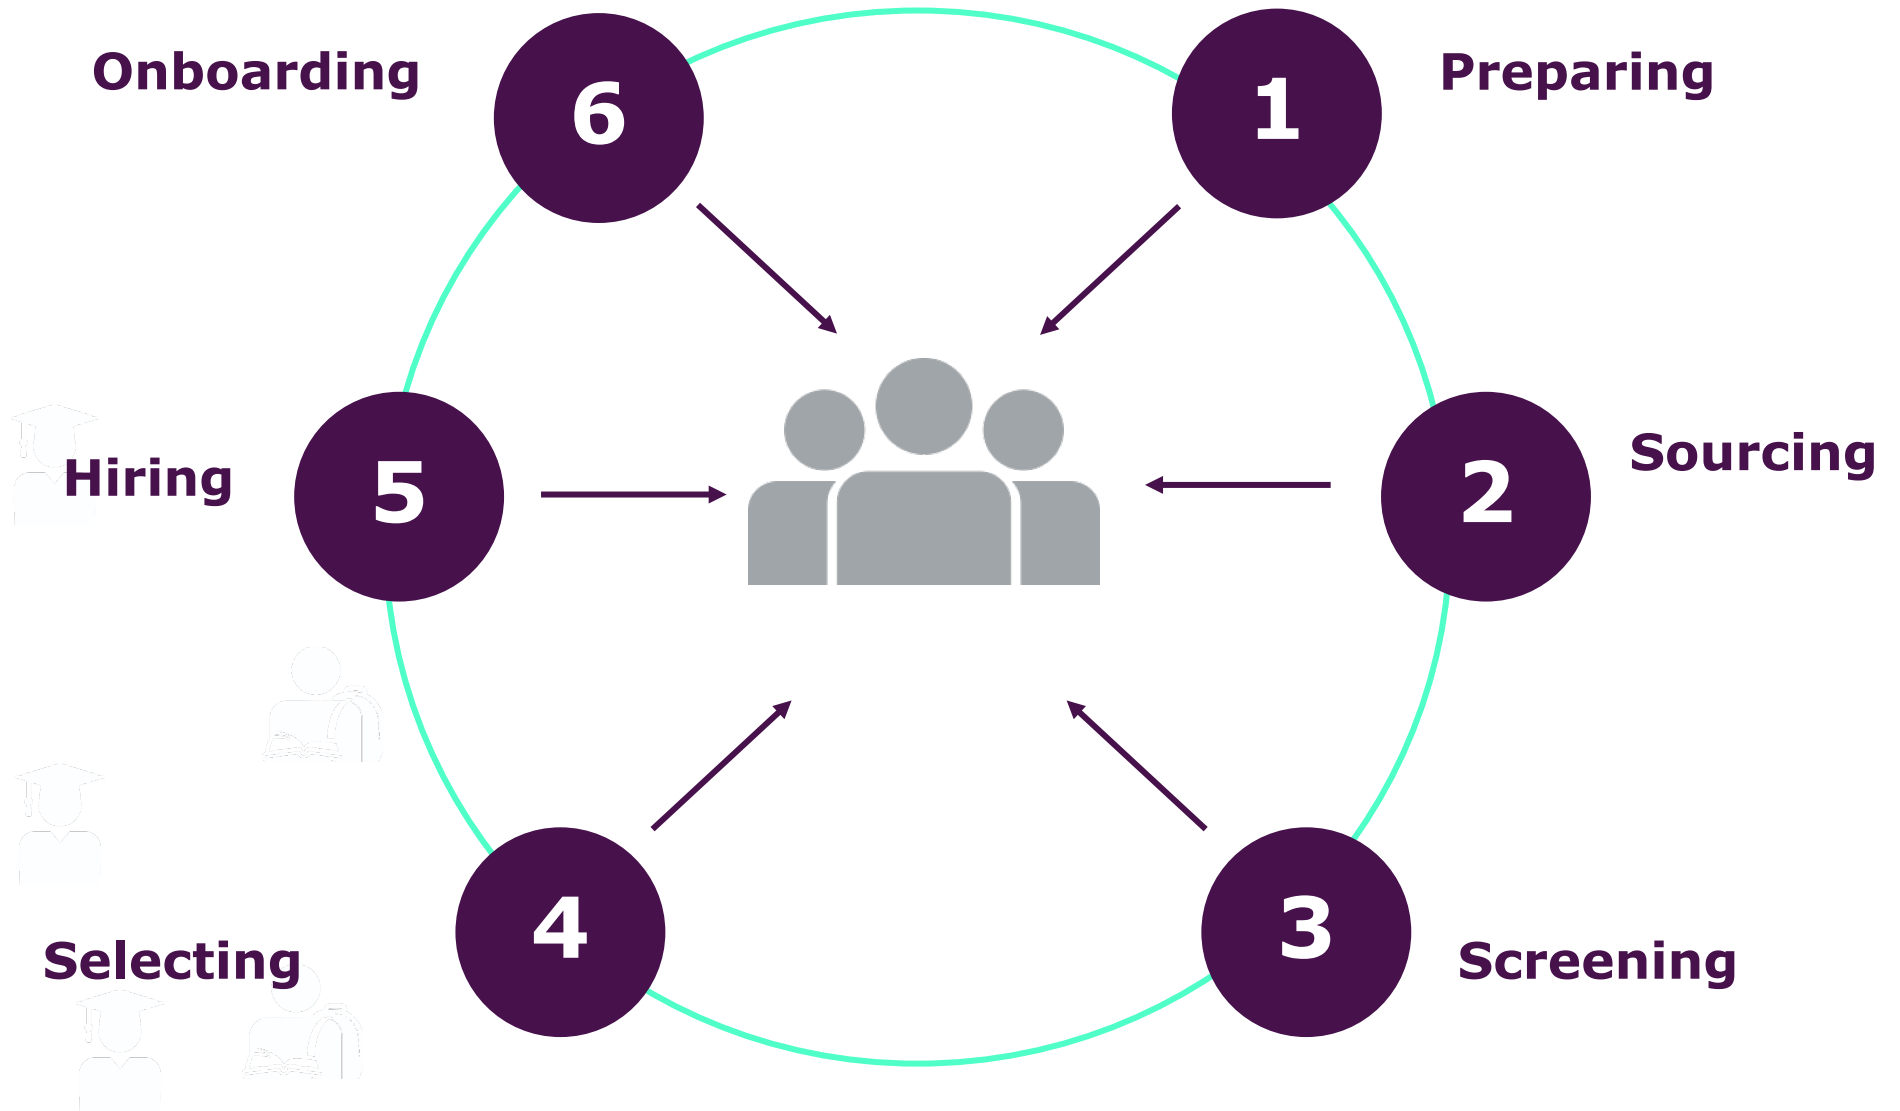 Onboarding
6
1
Preparing
Hiring
5
2
Sourcing
Selecting
4
3
Screening